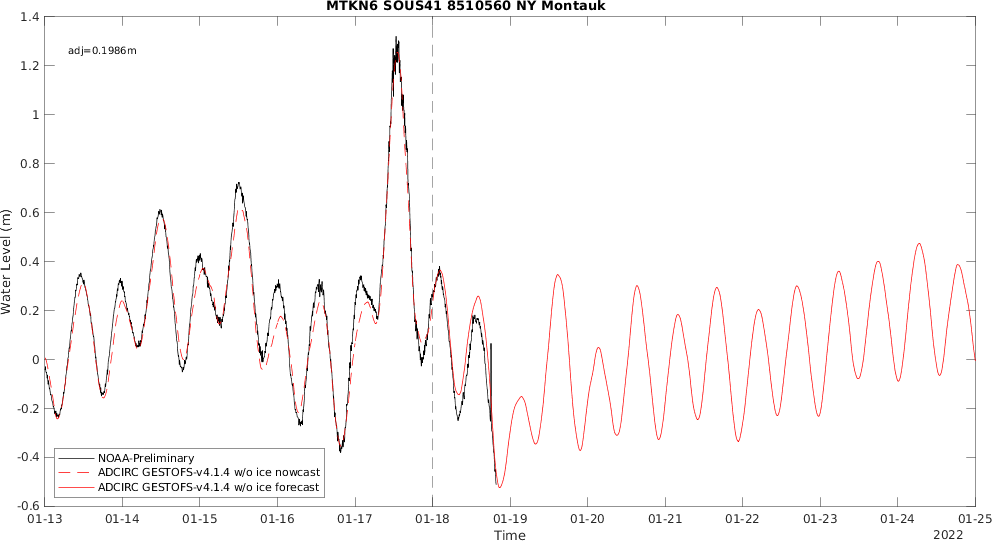 MTKN6 SOUS41 8510560 NY Montauk
adj=0.1986m
1.4
1.2
1
0.8
0.6
0.4
0.2
0
-0.2
-0.4
-0.6
Water Level (m)
NOAA-Preliminary
ADCIRC GESTOFS-v4.1.4 w/o ice nowcast
ADCIRC GESTOFS-v4.1.4 w/o ice forecast
01-13 01-14 01-15 01-16 01-17 01-18 01-19 01-20 01-21 01-22 01-23 01-24 01-25
Time
2022